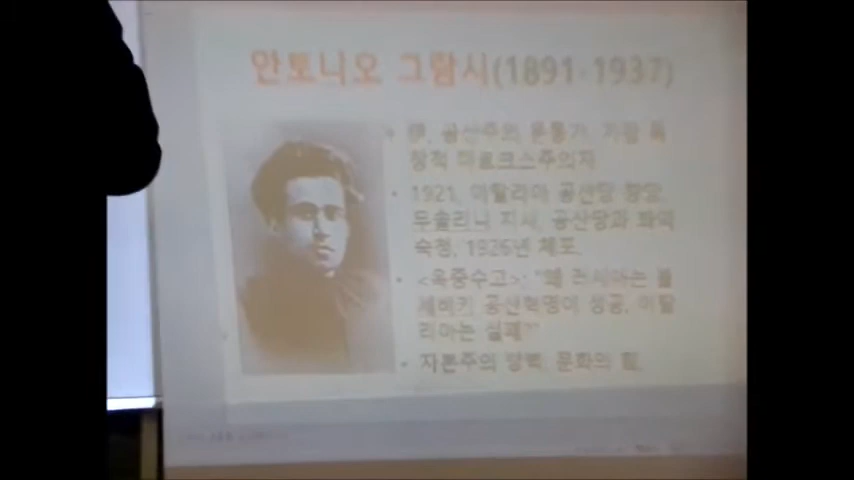 안토니오 그람시(1891-1937)
伊, 공산주의 운동가, 가장 독
창적 마르크스주의자
1921, 이탈리아 공산당 창당,
무솔리니 지시, 공산당과 좌익
숙청, 1926년 체포
<옥중수고>: "왜 러시아는 볼
셰비키 공산혁명이 성공, 이탈
리아는 실패?"
자본주의 장벽, 문화의 힘